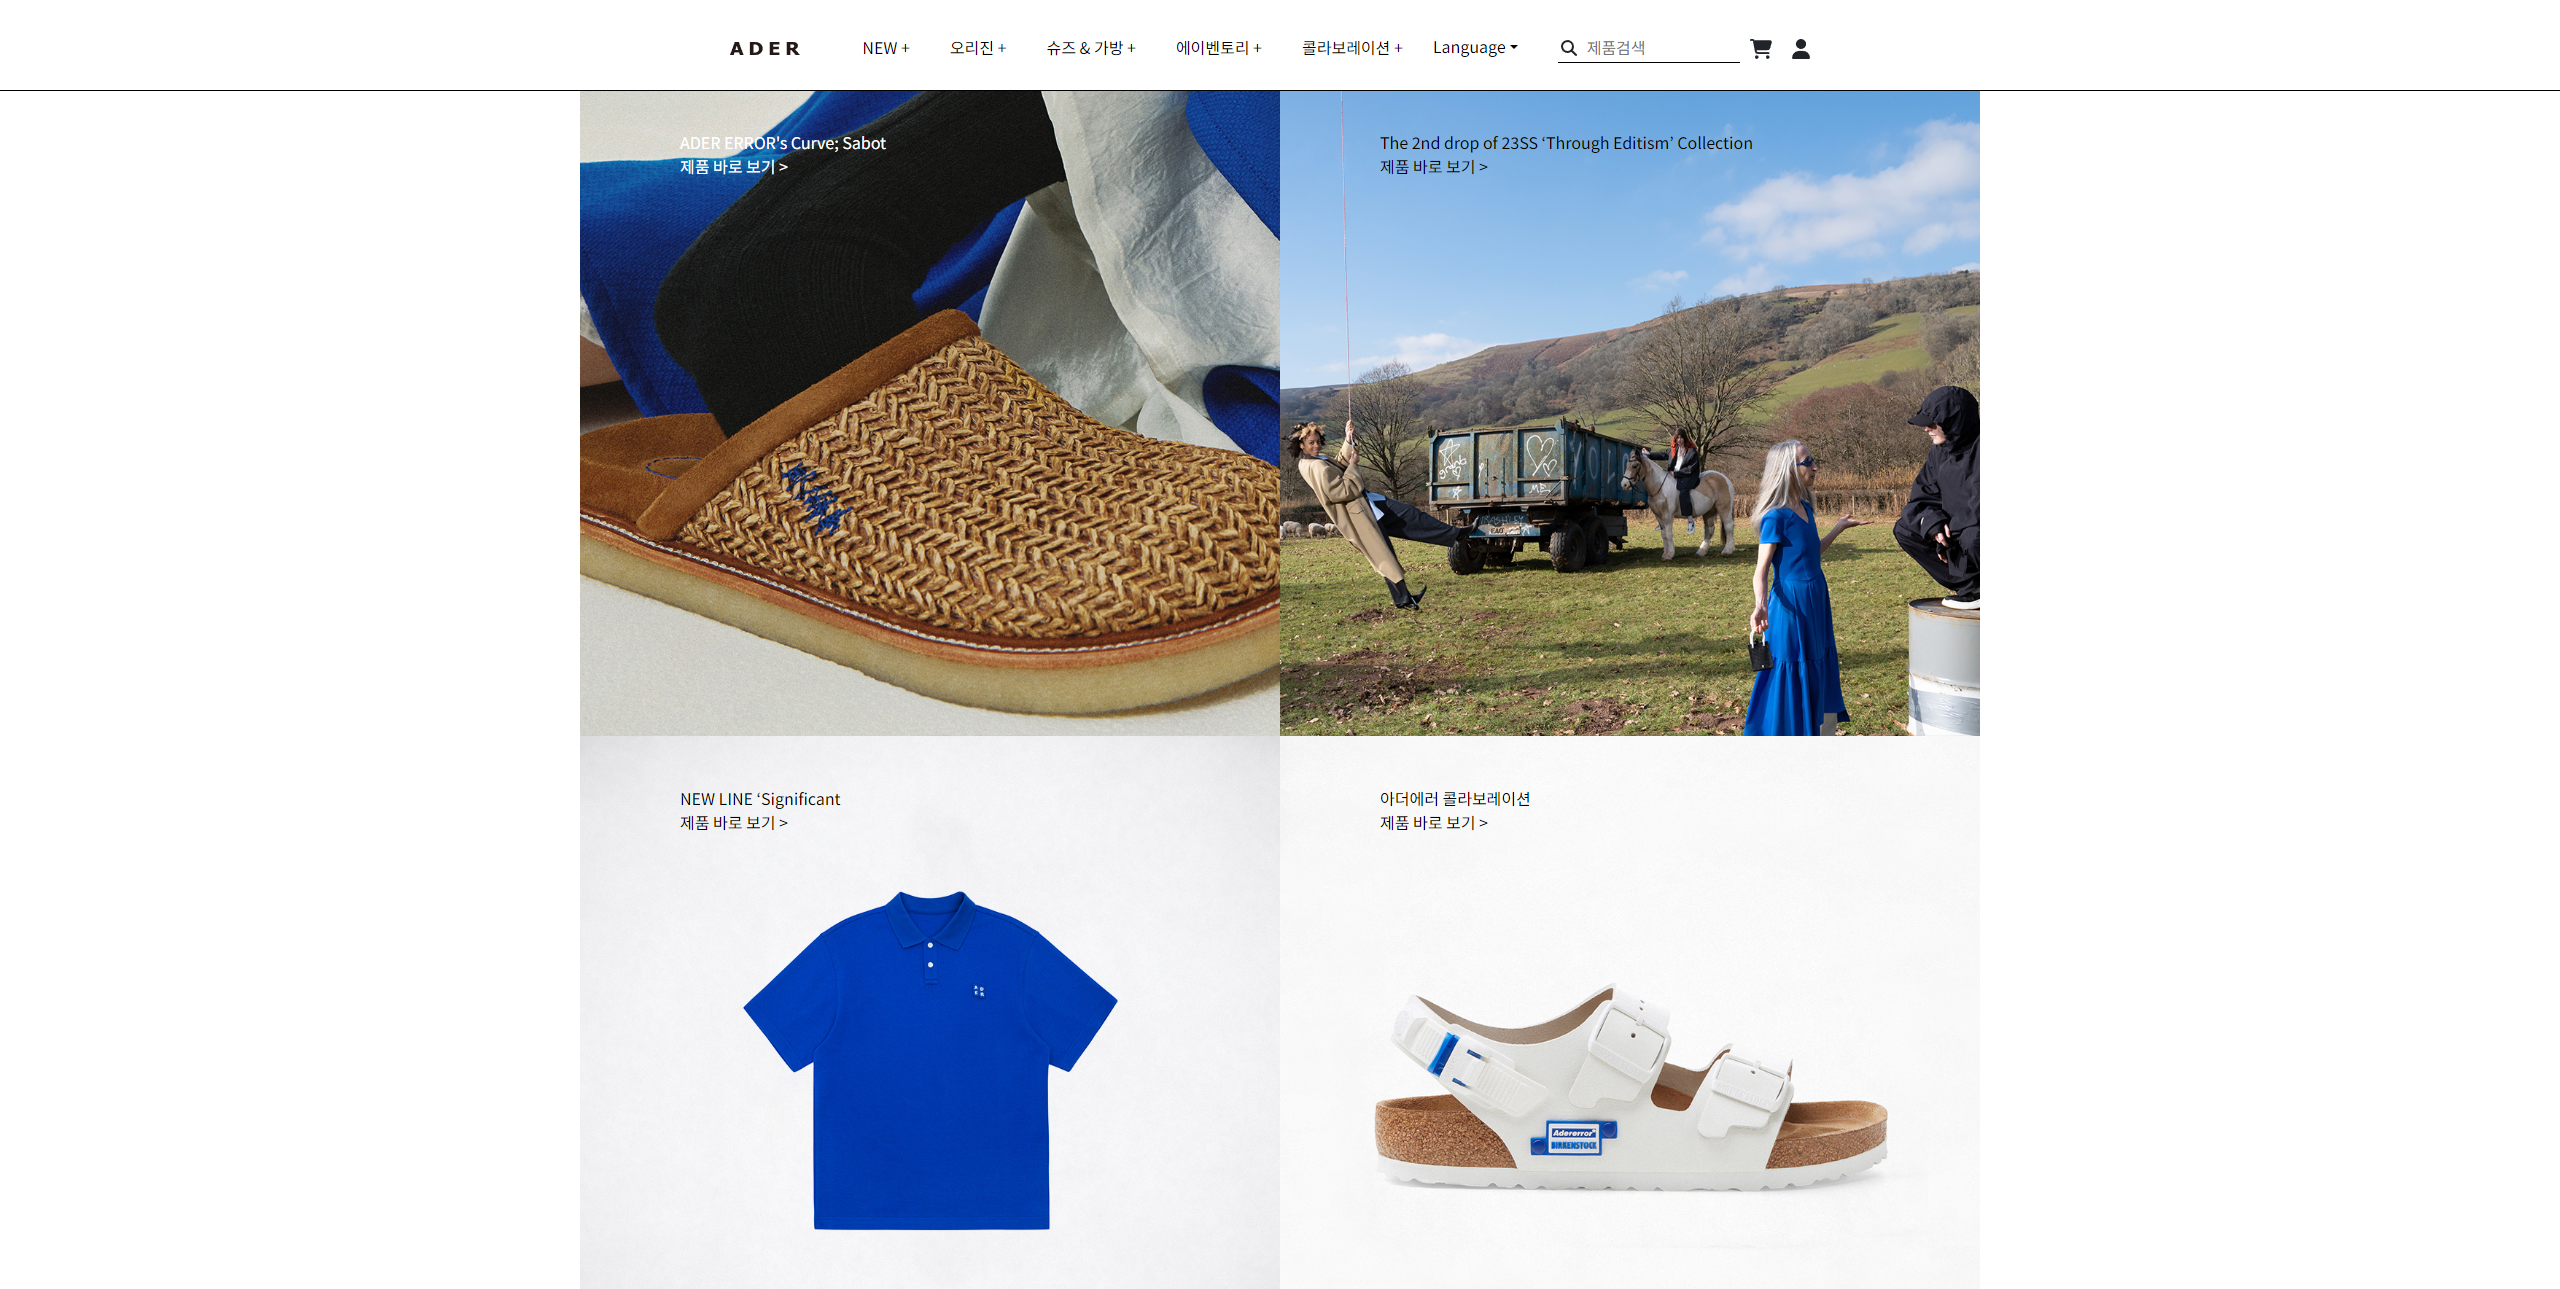 ADER
NEW +
오리진 +
슈즈 & 가방 +
에이벤토리 +
콜라보레이션 +
Language
제품검색
ADER ERROR's Curve; Sabot
제품 바로 보기 >
The 2nd drop of 23SS ‘Through Editism’ Collection
제품 바로 보기 >
YOLO
ME
NEW LINE ‘Significant
제품 바로 보기 >
아더에러 콜라보레이션
제품 바로 보기 >
AD
ER
Adererror
BIRKENSTOCK